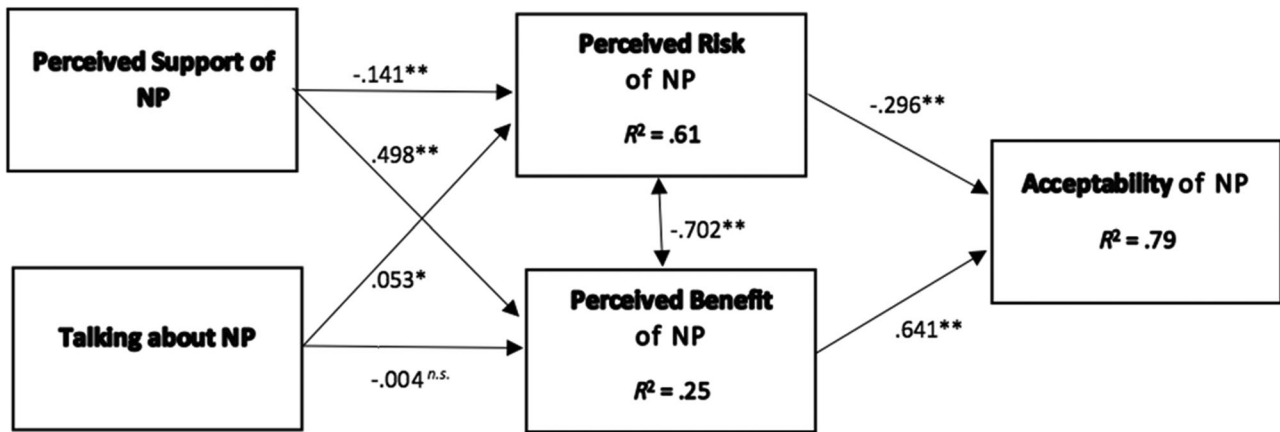 Perceived Support of
NP
Talking about NP
-.141**
.498**
.053*
-.004 n.s.
Perceived Risk
of NP
R² = .61
-.702**
Perceived Benefit
of NP
R² = .25
-.296**
.641**
Acceptability of NP
R² = .79